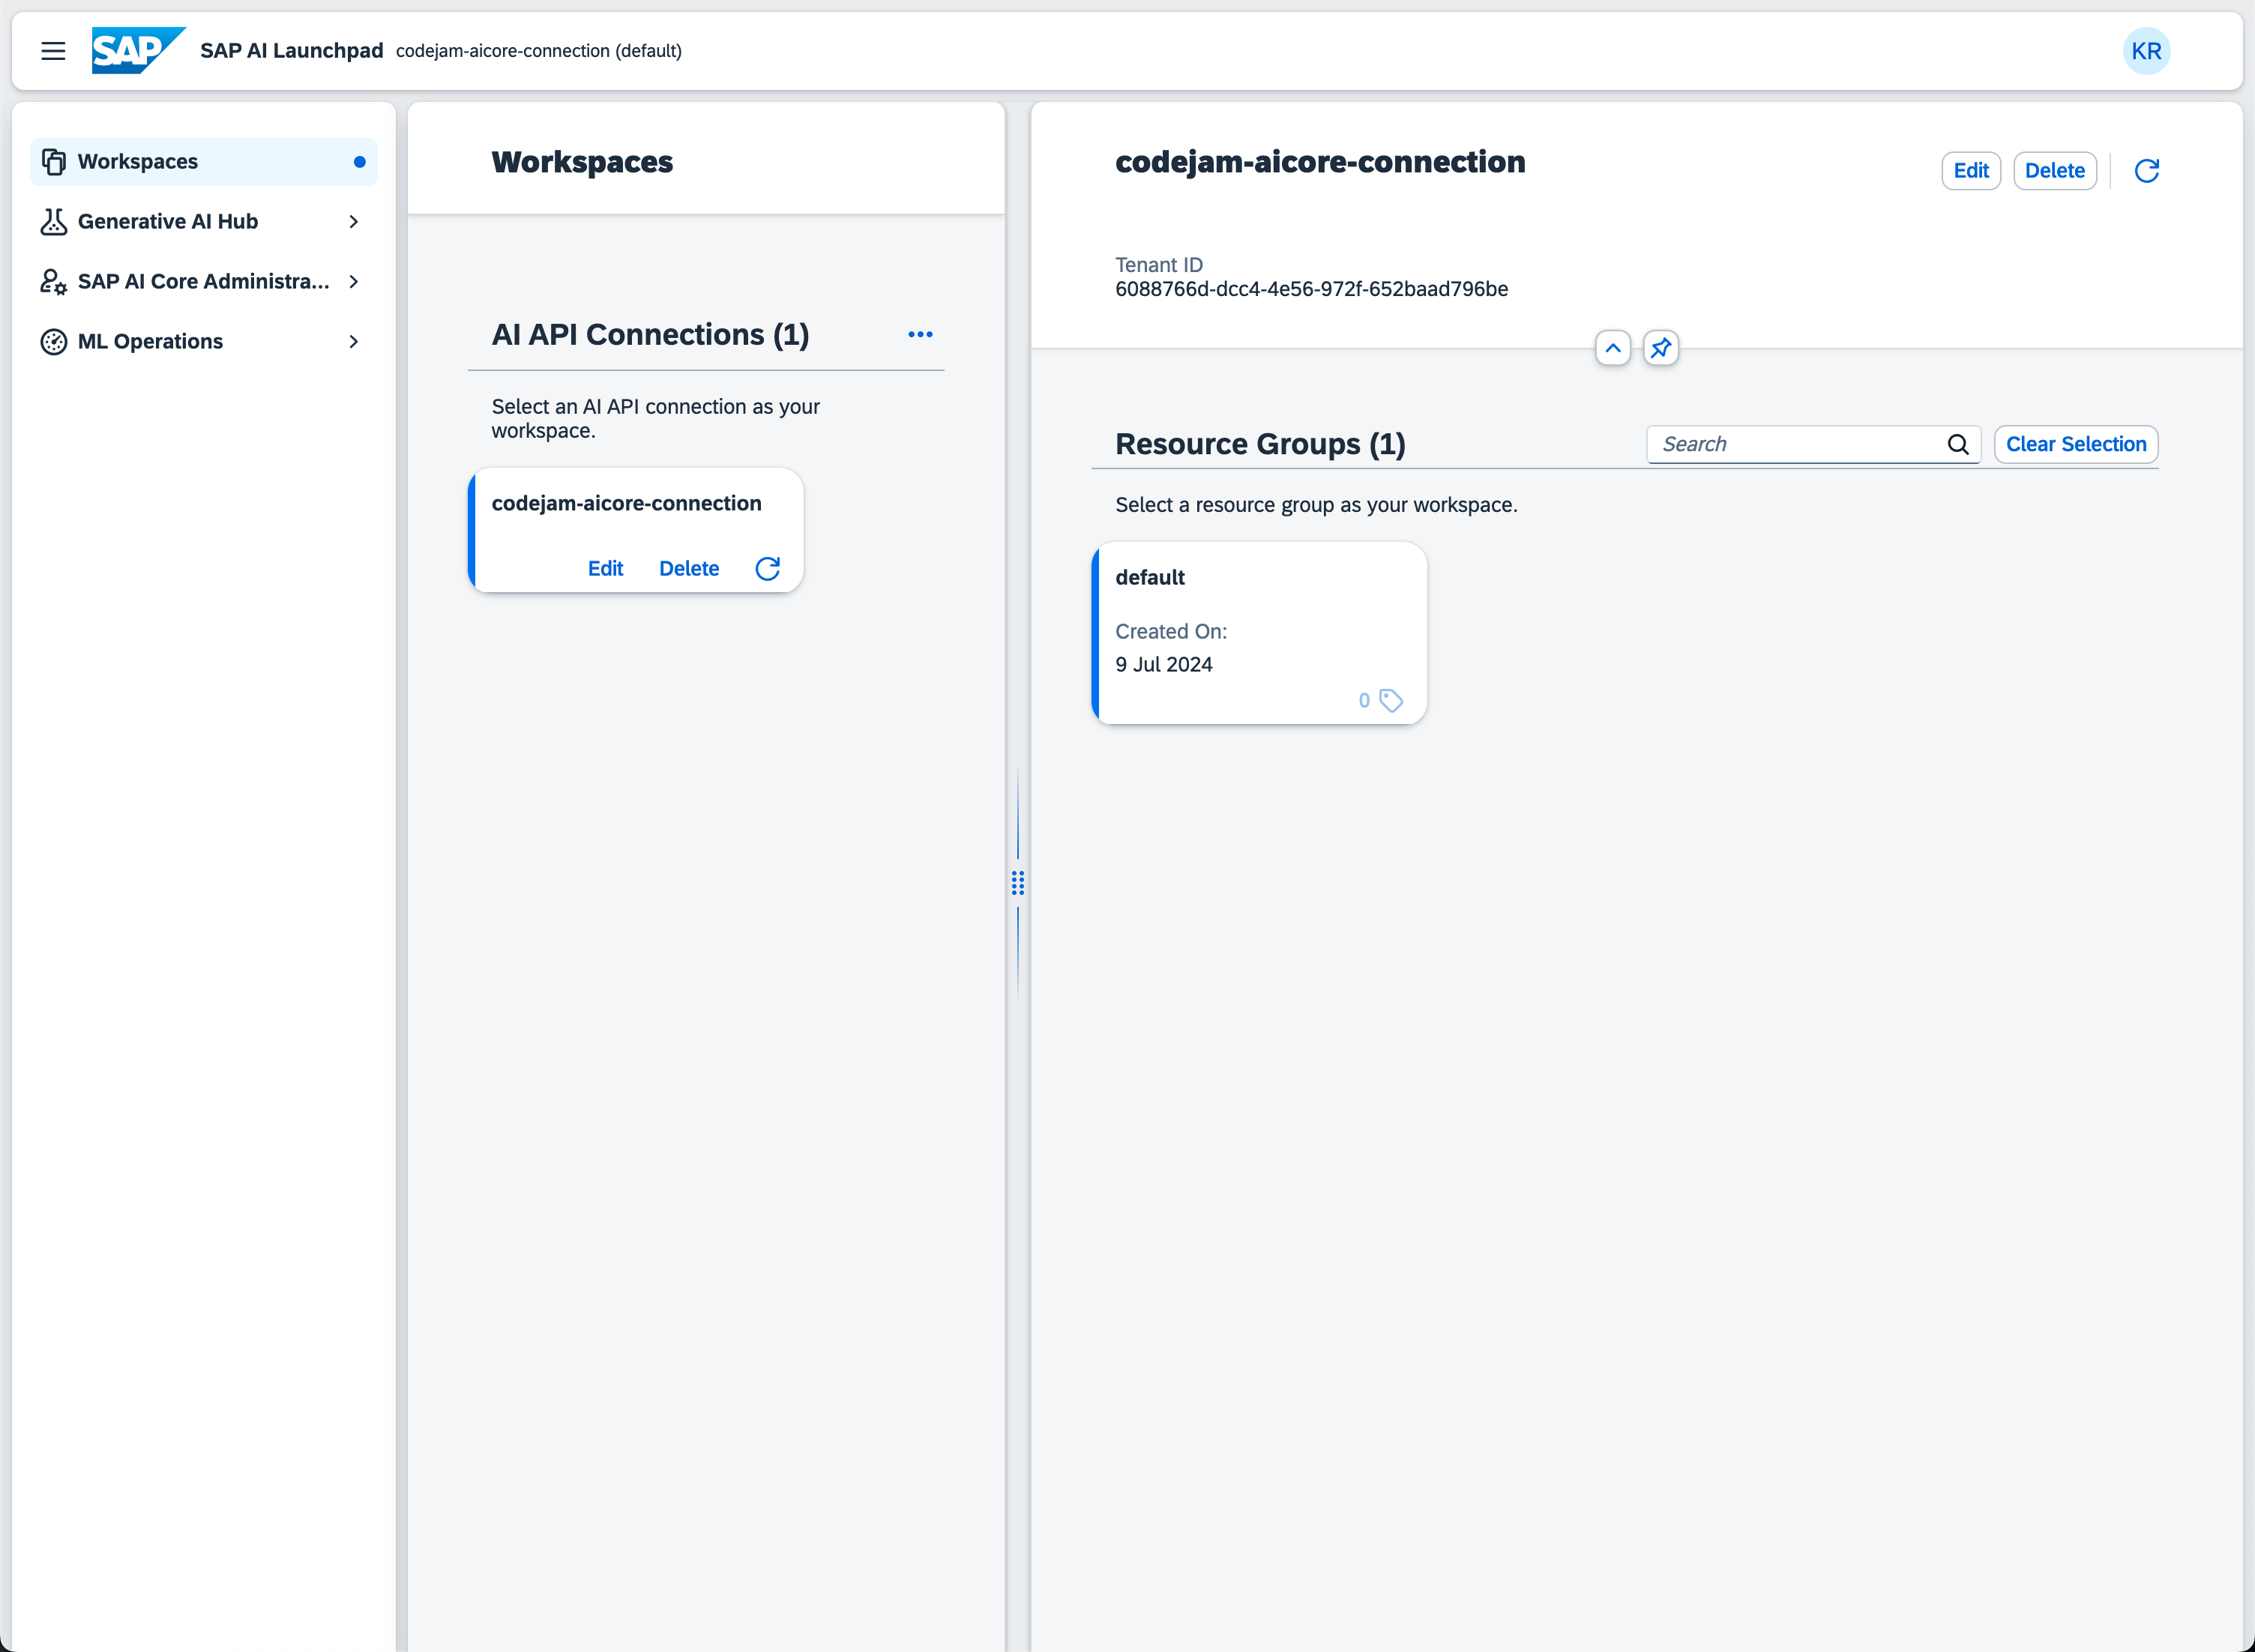 SAP SAP AI Launchpad codejam-aicore-connection (default) KR
Workspaces
Generative AI Hub
SAP AI Core Administra...
ML Operations
Workspaces
AI API Connections (1)
Select an AI API connection as your
workspace.
codejam-aicore-connection
Edit Delete
codejam-aicore-connection
Edit Delete
Tenant ID
6088766d-dcc4-4e56-972f-652baad796be
Resource Groups (1)
Search
Clear Selection
Select a resource group as your workspace.
default
Created On:
9 Jul 2024
0